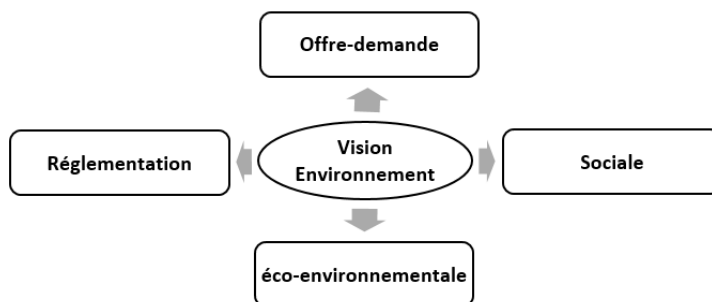 Offre-demande
Réglementation
Vision
Environnement
Sociale
éco-environnementale